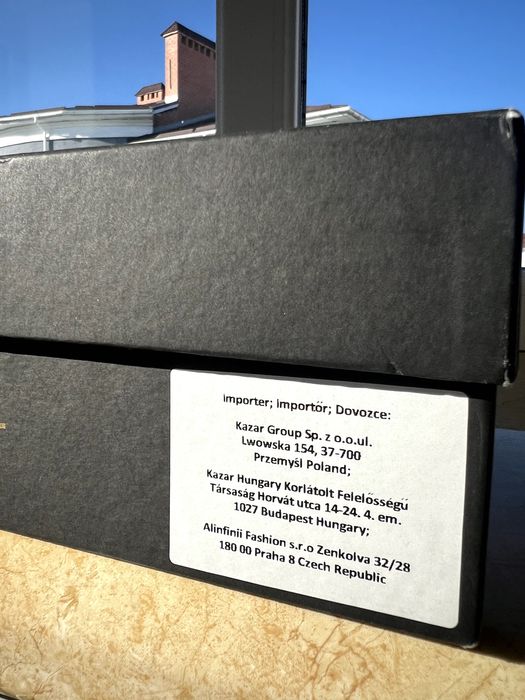 importer; importőr; Dovozce:
Kazar Group Sp. z o.o.ul.
Lwowska 154, 37-700
Przemyśl Poland;
Kazar Hungary Korlátolt Felelősségű
Társaság Horvát utca 14-24. 4. em.
1027 Budapest Hungary;
Alinfinii Fashion s.r.o Zenkolva 32/28
180 00 Praha 8 Czech Republic